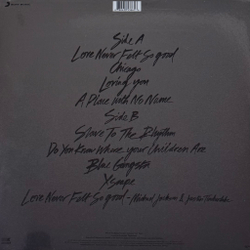 Side A
Love Never Felt So good
Chicago
Loving you
A Place with No Name
Side B
Slave To The Rhythm
Do You Know Where your Children Are
Blue Gangsta
Xscape
Love Never Felt So good - Michael Jackson & Justin Timberlake